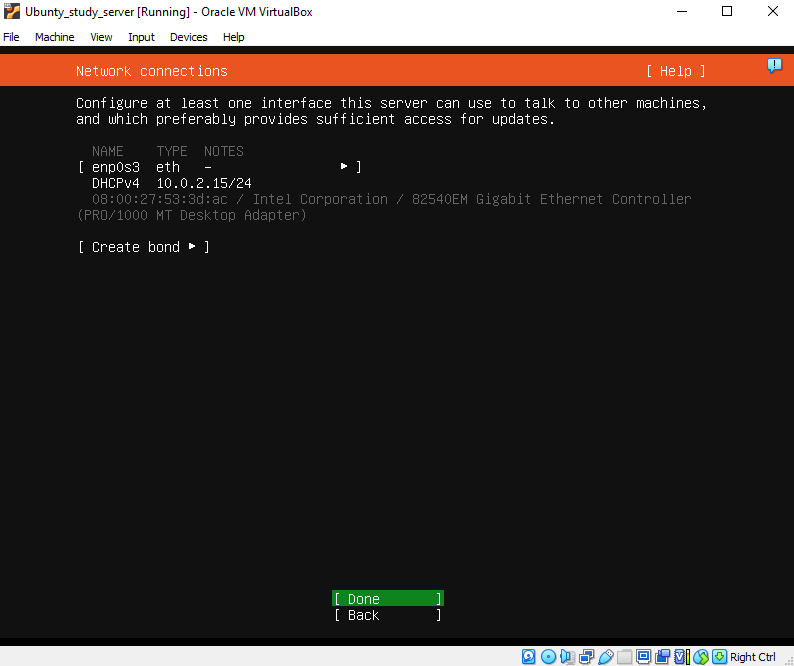 Ubunty_study_server [Running] - Oracle VM VirtualBox
File Machine View Input Devices Help
Network connections [ Help ]
Configure at least one interface this server can use to talk to other machines,
and which preferably provides sufficient access for updates.
NAME TYPE NOTES
[ enp0s3 eth - ▸ ]
DHCPv4 10.0.2.15/24
08:00:27:53:3d:ac / Intel Corporation / 82540EM Gigabit Ethernet Controller
(PRO/1000 MT Desktop Adapter)
[ Create bond ▸ ]
[ Done ]
[ Back ]
Right Ctrl